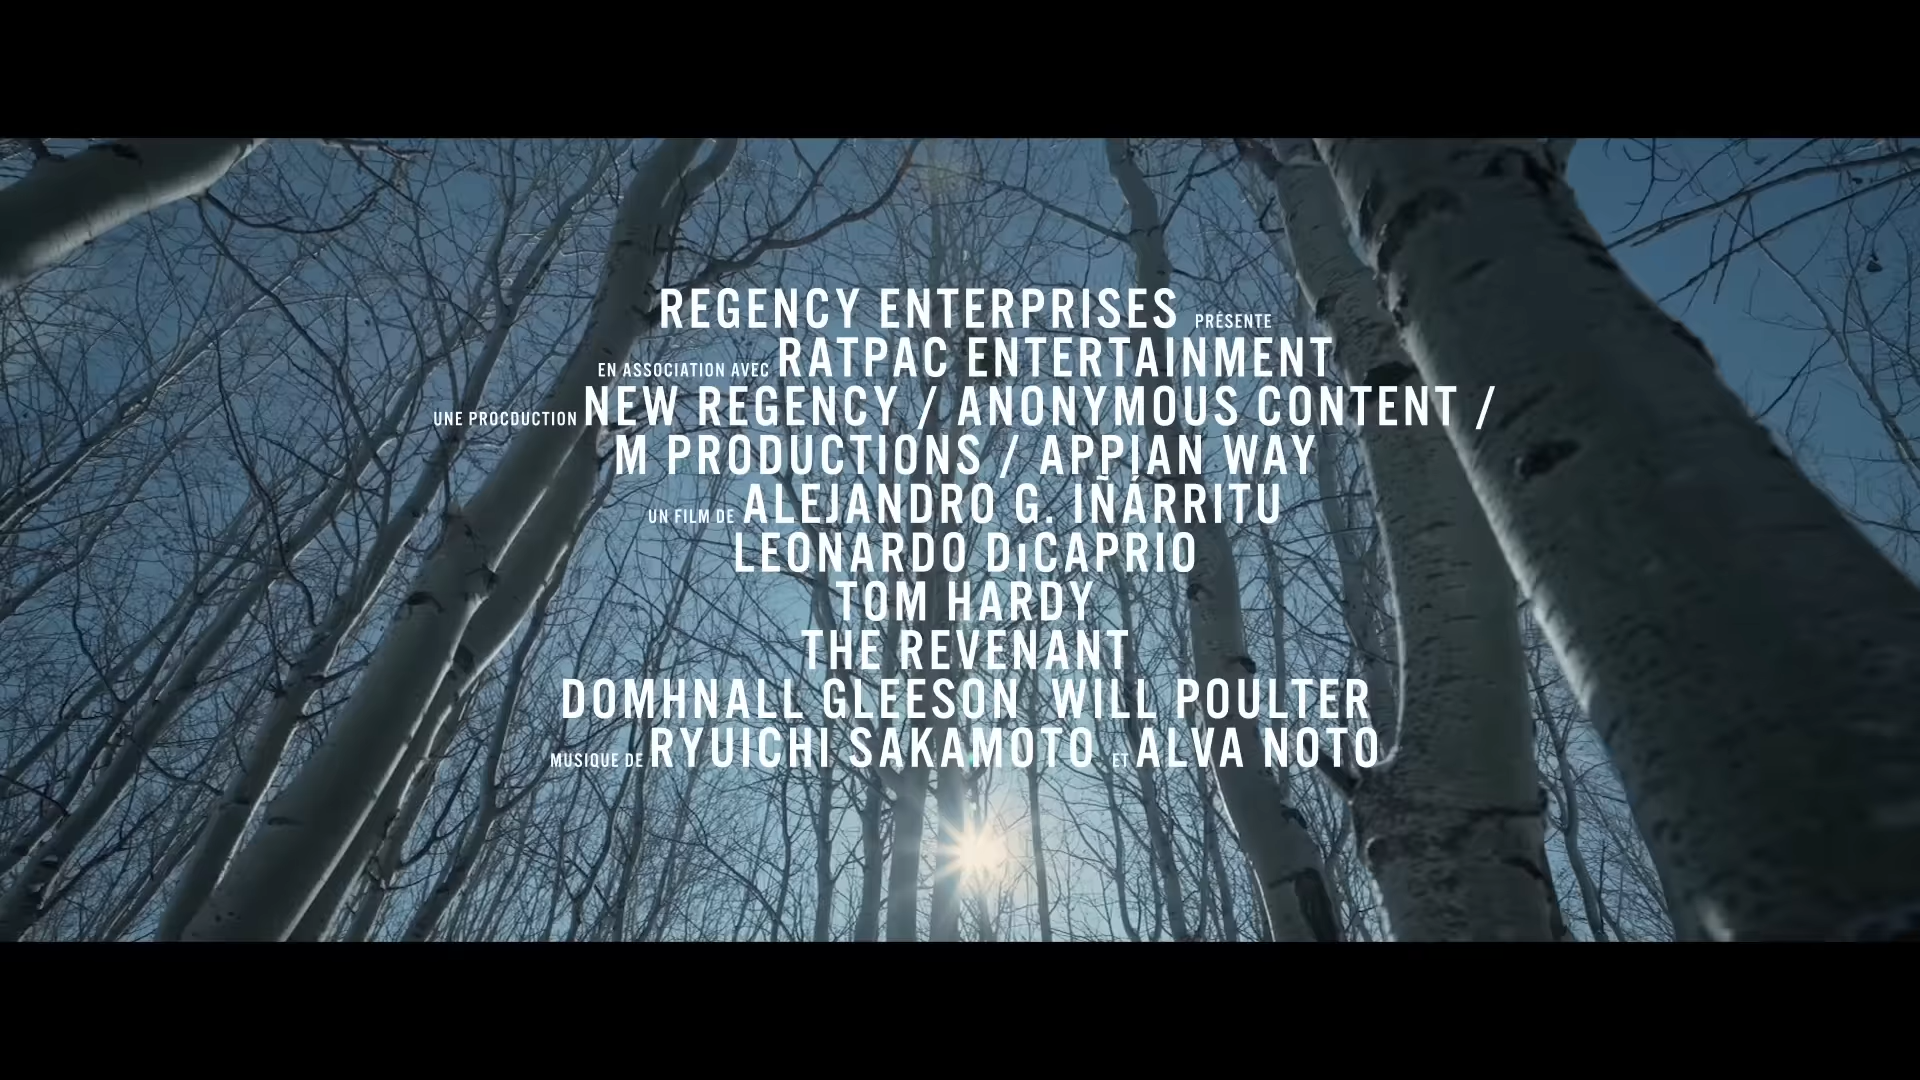 REGENCY ENTERPRISES PRÉSENTE
EN ASSOCIATION AVEC RATPAC ENTERTAINMENT
UNE PROCDUCTION NEW REGENCY / ANONYMOUS CONTENT /
M PRODUCTIONS / APPIAN WAY
UN FILM DE ALEJANDRO G. IÑÁRRITU
LEONARDO DiCAPRIO
TOM HARDY
THE REVENANT
DOMHNALL GLEESON WILL POULTER
MUSIQUE DE RYUICHI SAKAMOTO ET ALVA NOTO